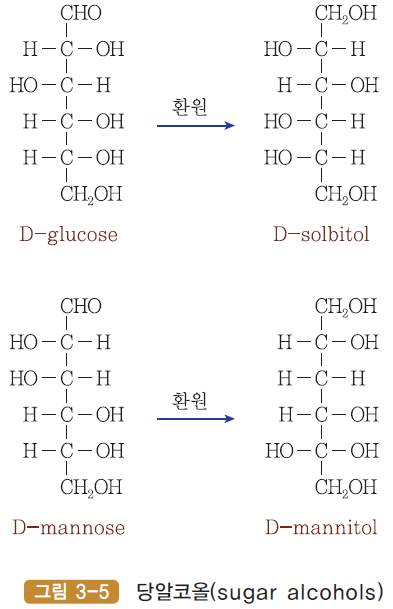 CHO CH₂OH
H－C－OH HO－C－H
HO－C－H H－C－OH
환원
H－C－OH HO－C－H
H－C－OH HO－C－H
CH₂OH CH₂OH
D-glucose D-solbitol
CHO CH₂OH
HO－C－H H－C－OH
HO－C－H H－C－H
환원
H－C－OH H－C－OH
H－C－OH HO－C－OH
CH₂OH CH₂OH
D-mannose D-mannitol
그림 3-5 당알코올(sugar alcohols)